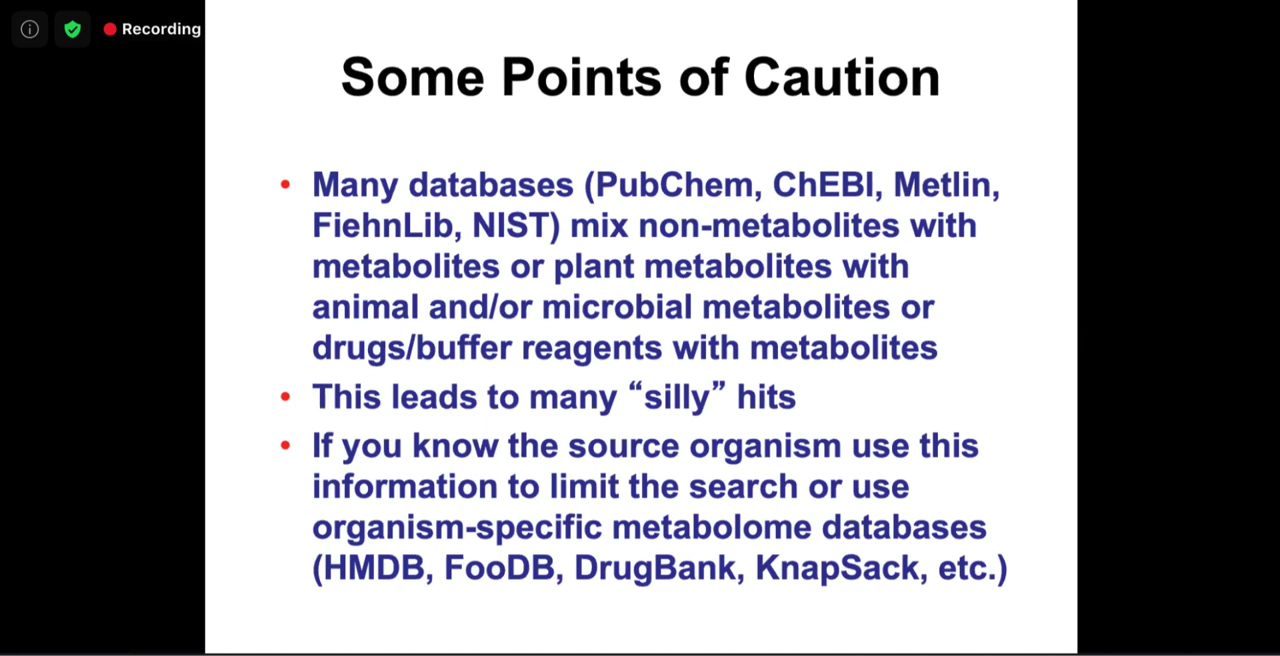 Recording
Some Points of Caution
• Many databases (PubChem, ChEBI, Metlin,
FiehnLib, NIST) mix non-metabolites with
metabolites or plant metabolites with
animal and/or microbial metabolites or
drugs/buffer reagents with metabolites
• This leads to many “silly” hits
• If you know the source organism use this
information to limit the search or use
organism-specific metabolome databases
(HMDB, FooDB, DrugBank, KnapSack, etc.)